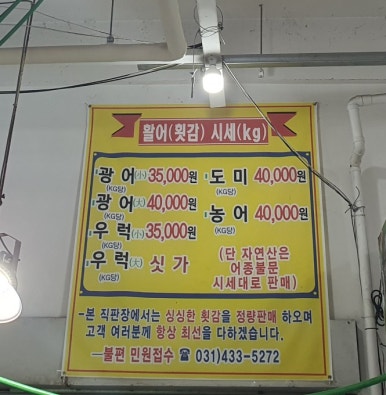 활어(횟감) 시세(kg)
광어(小) 35,000원 (KG당)
도미 40,000원 (KG당)
광어(大) 40,000원 (KG당)
농어 40,000원 (KG당)
우럭(小) 35,000원 (KG당)
우럭(大) 싯가 (KG당)
(단 자연산은
어종불문
시세대로 판매)
-본 직판장에서는 싱싱한 횟감을 정량판매 하오며
고객 여러분께 항상 최선을 다하겠습니다.
-불편 민원접수 ☎ 031)433-5272